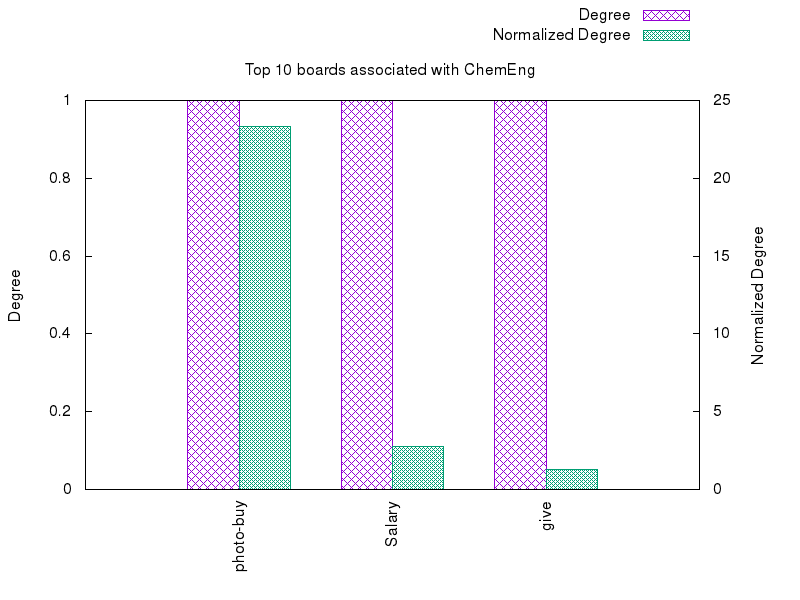 Degree
Normalized Degree
Top 10 boards associated with ChemEng
1
0.8
0.6
0.4
0.2
0
25
20
15
10
5
0
Degree
Normalized Degree
photo-buy
Salary
give